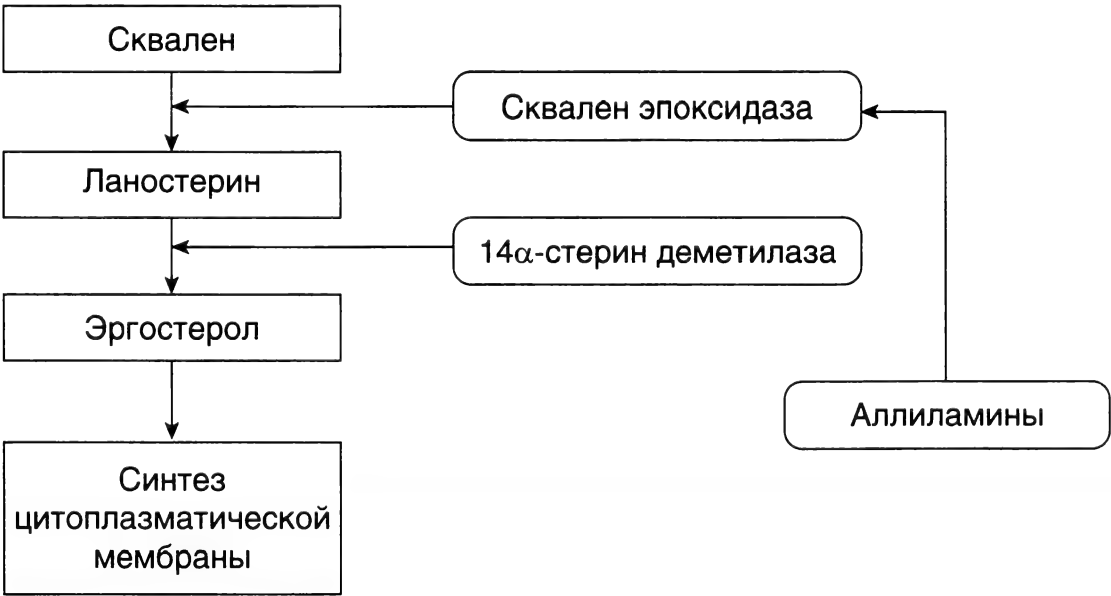 Сквален
Сквален эпоксидаза
Ланостерин
14α-стерин деметилаза
Эргостерол
Аллиламины
Синтез
цитоплазматической
мембраны